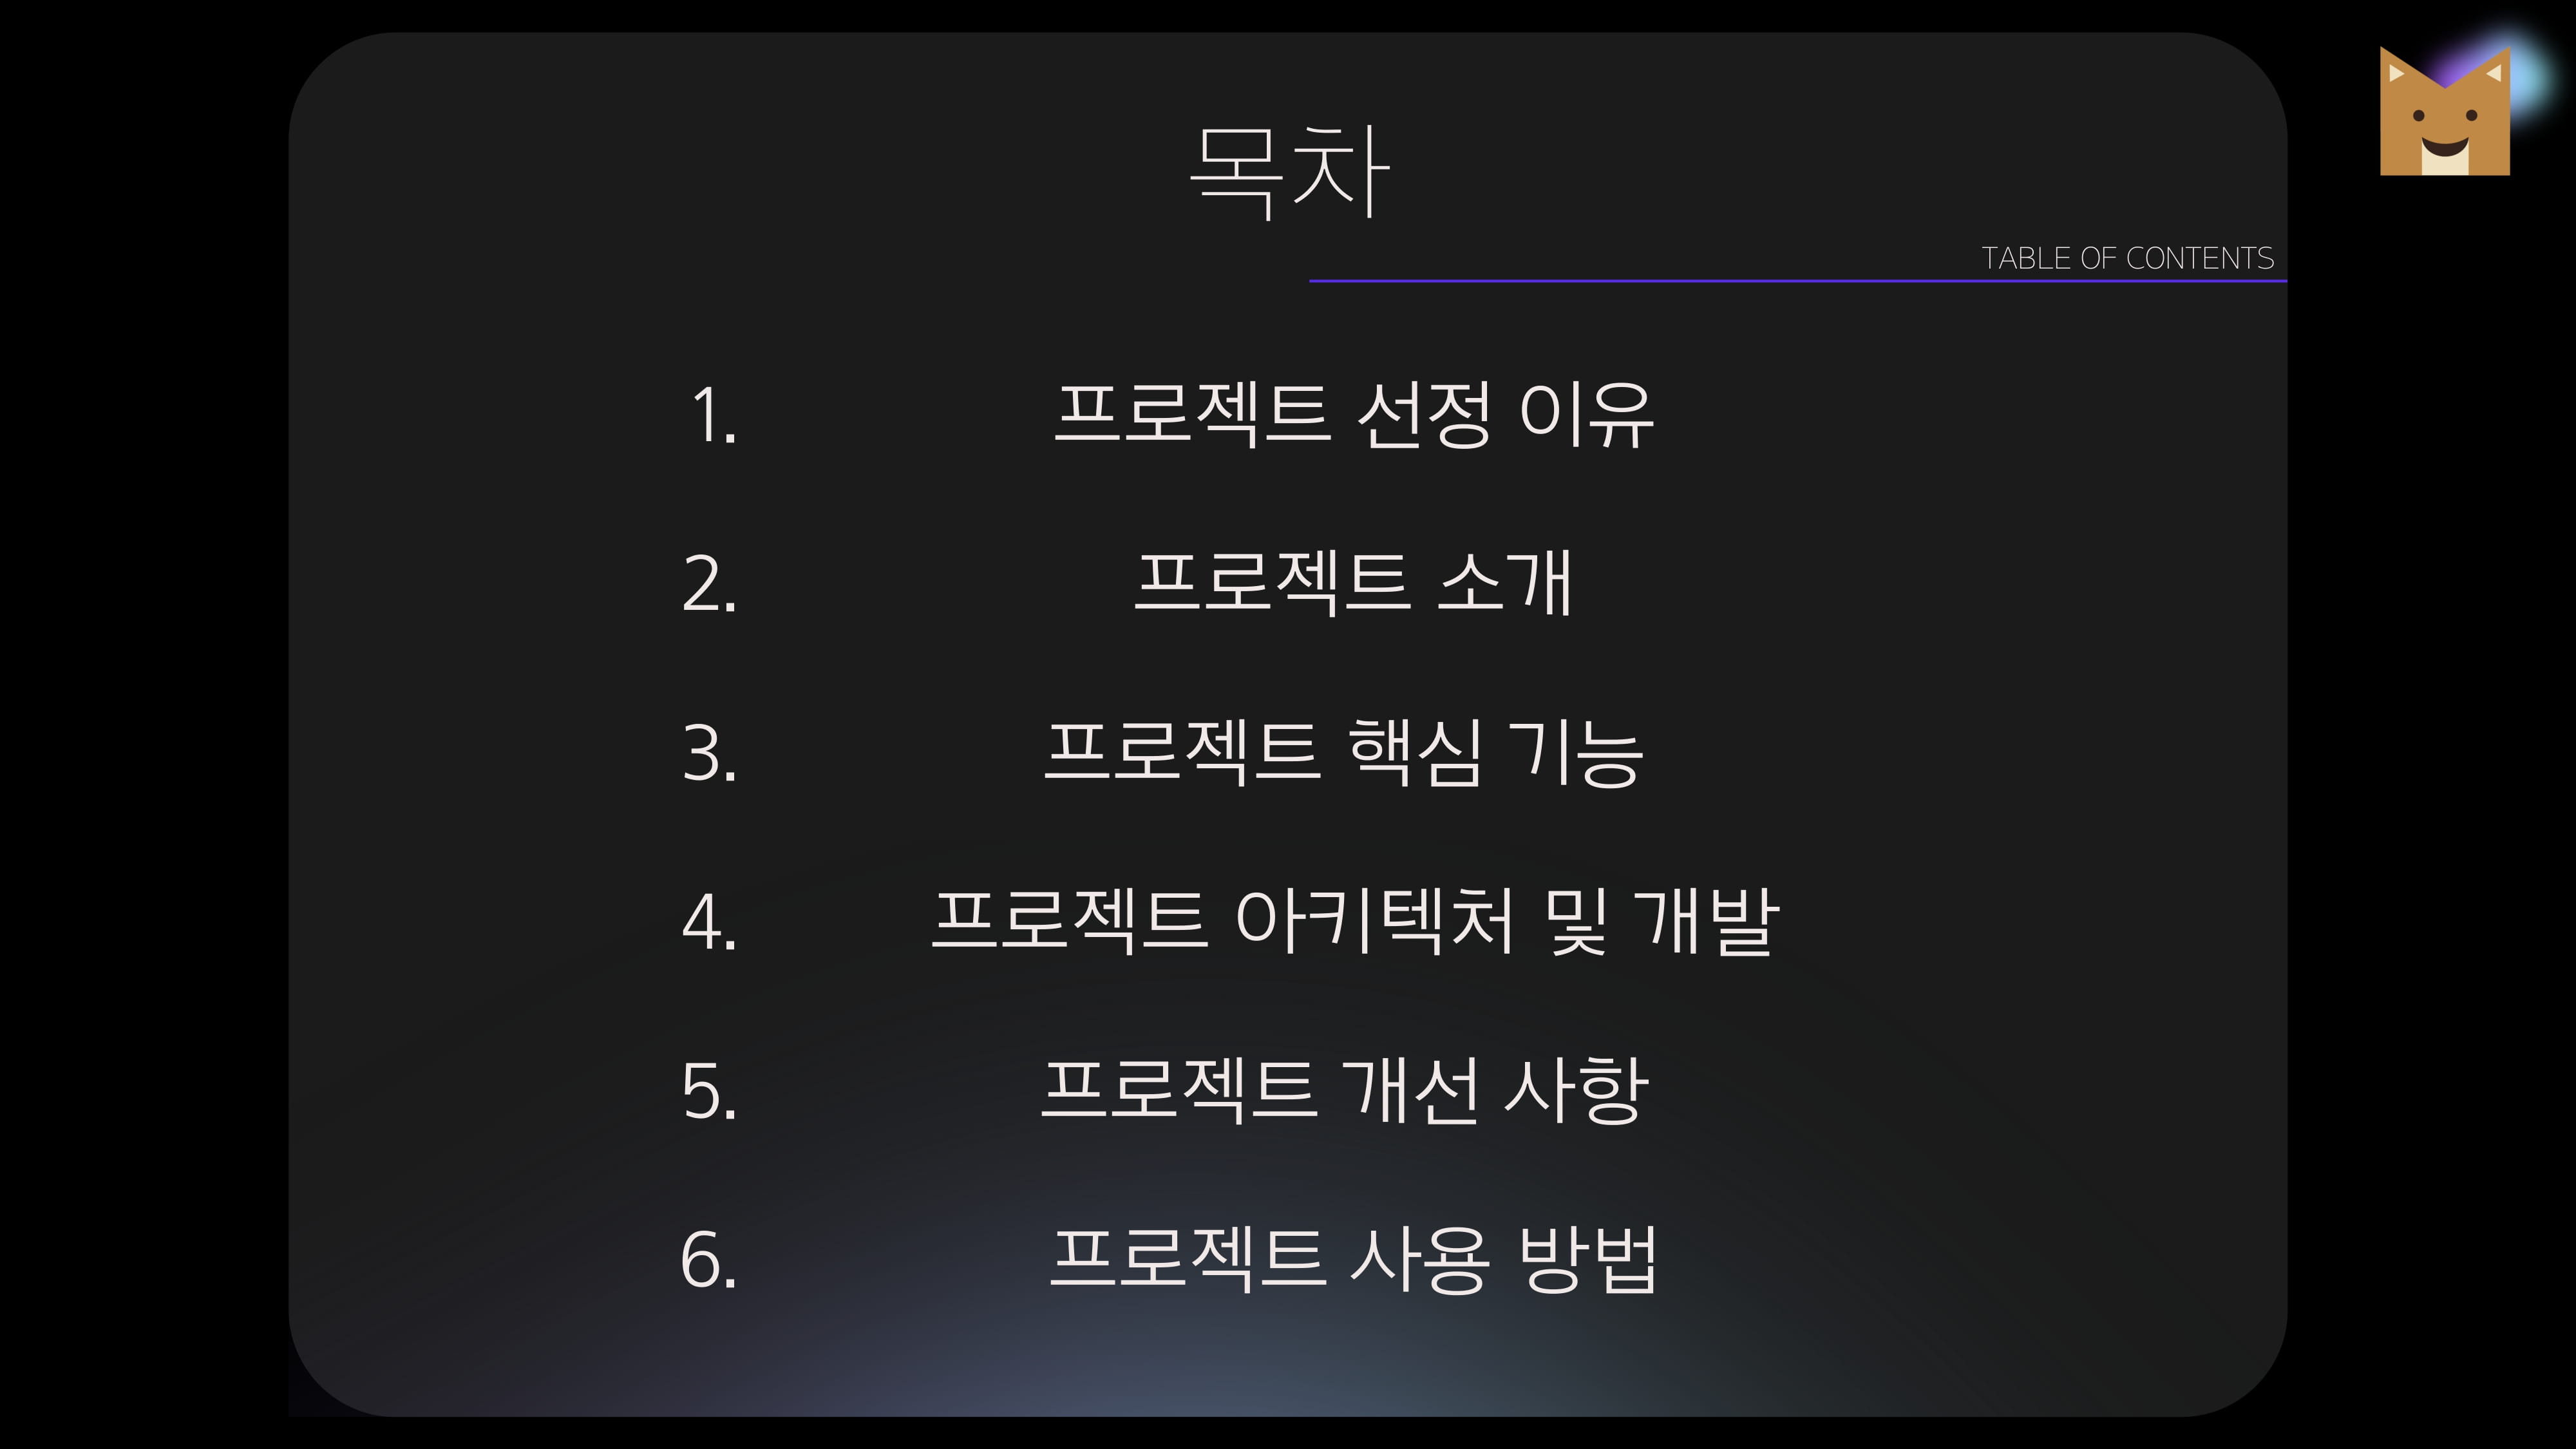 목차
TABLE OF CONTENTS
1. 프로젝트 선정 이유
2. 프로젝트 소개
3. 프로젝트 핵심 기능
4. 프로젝트 아키텍처 및 개발
5. 프로젝트 개선 사항
6. 프로젝트 사용 방법